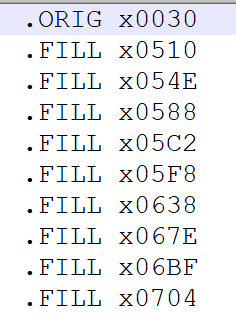 .ORIG x0030
.FILL x0510
.FILL x054E
.FILL x0588
.FILL x05C2
.FILL x05F8
.FILL x0638
.FILL x067E
.FILL x06BF
.FILL x0704